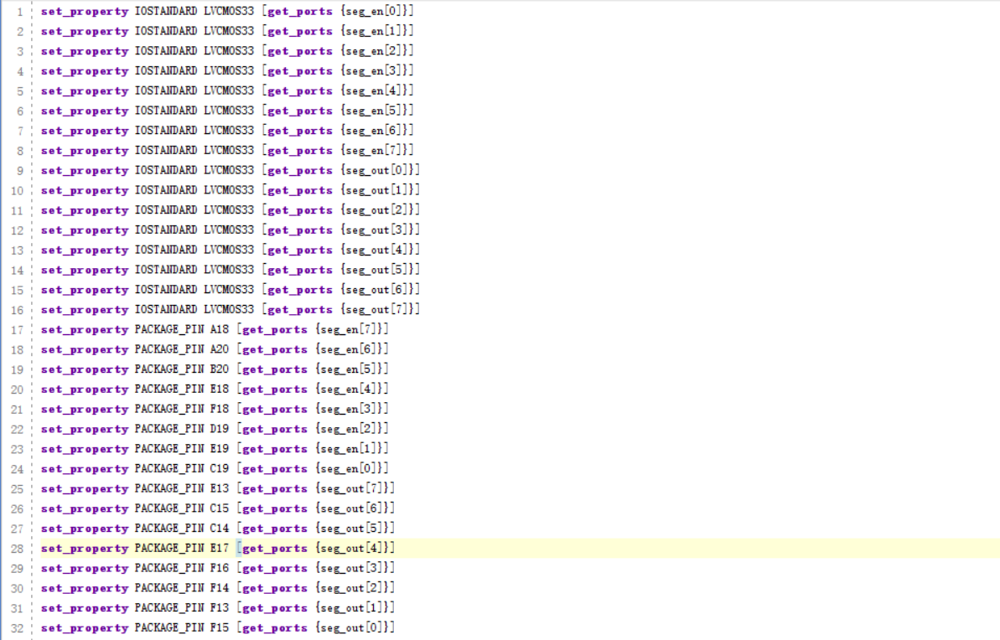 1 set_property IOSTANDARD LVCMOS33 [get_ports {seg_en[0]}]
2 set_property IOSTANDARD LVCMOS33 [get_ports {seg_en[1]}]
3 set_property IOSTANDARD LVCMOS33 [get_ports {seg_en[2]}]
4 set_property IOSTANDARD LVCMOS33 [get_ports {seg_en[3]}]
5 set_property IOSTANDARD LVCMOS33 [get_ports {seg_en[4]}]
6 set_property IOSTANDARD LVCMOS33 [get_ports {seg_en[5]}]
7 set_property IOSTANDARD LVCMOS33 [get_ports {seg_en[6]}]
8 set_property IOSTANDARD LVCMOS33 [get_ports {seg_en[7]}]
9 set_property IOSTANDARD LVCMOS33 [get_ports {seg_out[0]}]
10 set_property IOSTANDARD LVCMOS33 [get_ports {seg_out[1]}]
11 set_property IOSTANDARD LVCMOS33 [get_ports {seg_out[2]}]
12 set_property IOSTANDARD LVCMOS33 [get_ports {seg_out[3]}]
13 set_property IOSTANDARD LVCMOS33 [get_ports {seg_out[4]}]
14 set_property IOSTANDARD LVCMOS33 [get_ports {seg_out[5]}]
15 set_property IOSTANDARD LVCMOS33 [get_ports {seg_out[6]}]
16 set_property IOSTANDARD LVCMOS33 [get_ports {seg_out[7]}]
17 set_property PACKAGE_PIN A18 [get_ports {seg_en[7]}]
18 set_property PACKAGE_PIN A20 [get_ports {seg_en[6]}]
19 set_property PACKAGE_PIN B20 [get_ports {seg_en[5]}]
20 set_property PACKAGE_PIN E18 [get_ports {seg_en[4]}]
21 set_property PACKAGE_PIN F18 [get_ports {seg_en[3]}]
22 set_property PACKAGE_PIN D19 [get_ports {seg_en[2]}]
23 set_property PACKAGE_PIN E19 [get_ports {seg_en[1]}]
24 set_property PACKAGE_PIN C19 [get_ports {seg_en[0]}]
25 set_property PACKAGE_PIN E13 [get_ports {seg_out[7]}]
26 set_property PACKAGE_PIN C15 [get_ports {seg_out[6]}]
27 set_property PACKAGE_PIN C14 [get_ports {seg_out[5]}]
28 set_property PACKAGE_PIN E17 [get_ports {seg_out[4]}]
29 set_property PACKAGE_PIN F16 [get_ports {seg_out[3]}]
30 set_property PACKAGE_PIN F14 [get_ports {seg_out[2]}]
31 set_property PACKAGE_PIN F13 [get_ports {seg_out[1]}]
32 set_property PACKAGE_PIN F15 [get_ports {seg_out[0]}]